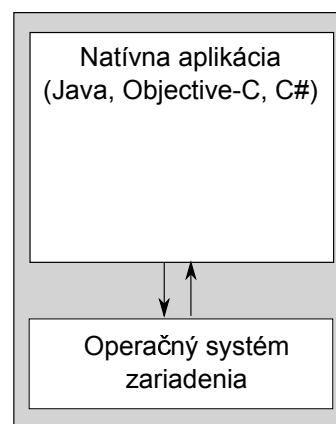 Natívna aplikácia
(Java, Objective-C, C#)
Operačný systém
zariadenia